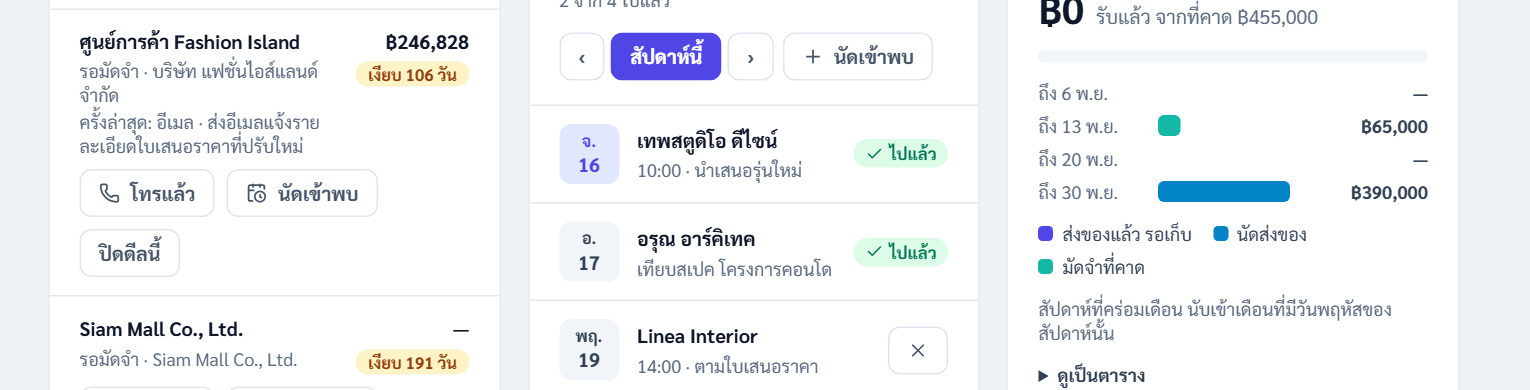 ศูนย์การค้า Fashion Island
฿246,828
รอมัดจำ · บริษัท แฟชั่นไอส์แลนด์
จำกัด
เงียบ 106 วัน
ครั้งล่าสุด: อีเมล · ส่งอีเมลแจ้งราย
ละเอียดใบเสนอราคาที่ปรับใหม่
โทรแล้ว
นัดเข้าพบ
ปิดดีลนี้
Siam Mall Co., Ltd.
—
รอมัดจำ · Siam Mall Co., Ltd.
เงียบ 191 วัน
2 จาก 4 ไปแล้ว
‹
สัปดาห์นี้
›
+ นัดเข้าพบ
จ.
16
เทพสตูดิโอ ดีไซน์
10:00 · นำเสนอรุ่นใหม่
✓ ไปแล้ว
อ.
17
อรุณ อาร์คิเทค
เทียบสเปค โครงการคอนโด
✓ ไปแล้ว
พฤ.
19
Linea Interior
14:00 · ตามใบเสนอราคา
฿0 รับแล้ว จากที่คาด ฿455,000
ถึง 6 พ.ย. —
ถึง 13 พ.ย. ฿65,000
ถึง 20 พ.ย. —
ถึง 30 พ.ย. ฿390,000
ส่งของแล้ว รอเก็บ นัดส่งของ
มัดจำที่คาด
สัปดาห์ที่คร่อมเดือน นับเข้าเดือนที่มีวันพฤหัสของ
สัปดาห์นั้น
ดูเป็นตาราง